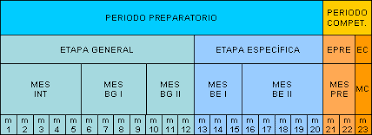 PERIODO PREPARATORIO
PERIODO
COMPET.
ETAPA GENERAL
ETAPA ESPECÍFICA
EPRE
EC
MES
INT
MES
BG I
MES
BG II
MES
BE I
MES
BE II
MES
PRE
MC
m m m m m m m m m m m m m m m m m m m m m m m
1 2 3 4 5 6 7 8 9 10 11 12 13 14 15 16 17 18 19 20 21 22 23